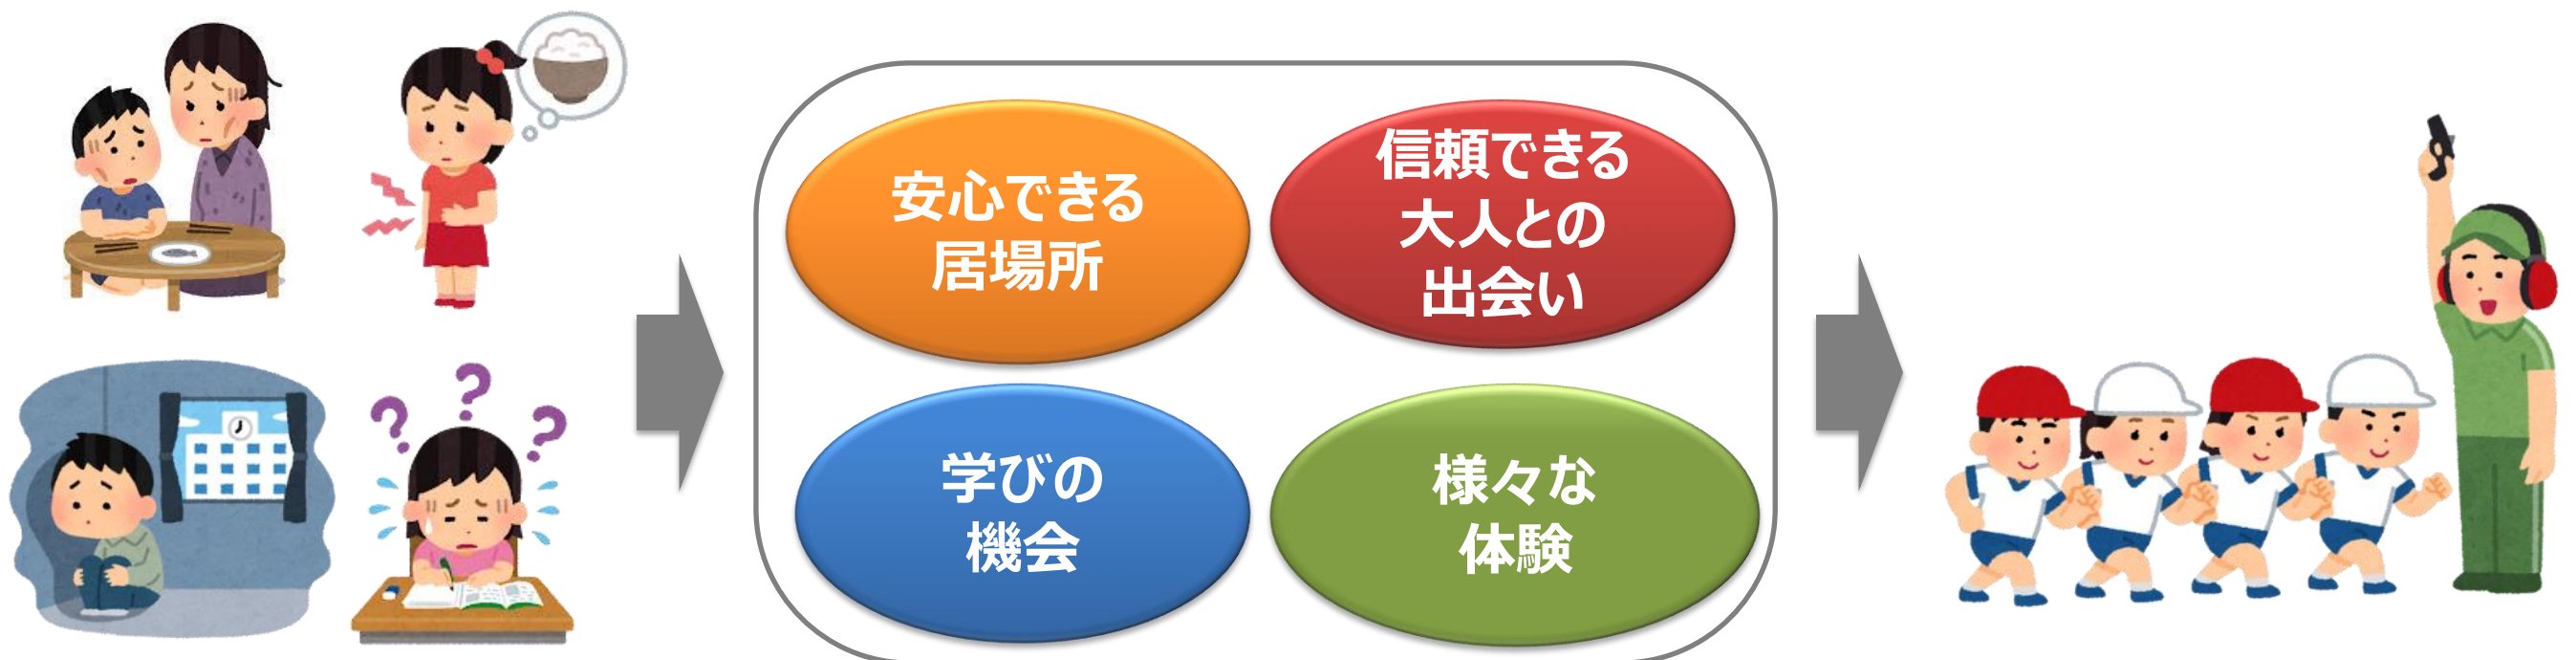 安心できる
居場所
信頼できる
大人との
出会い
学びの
機会
様々な
体験